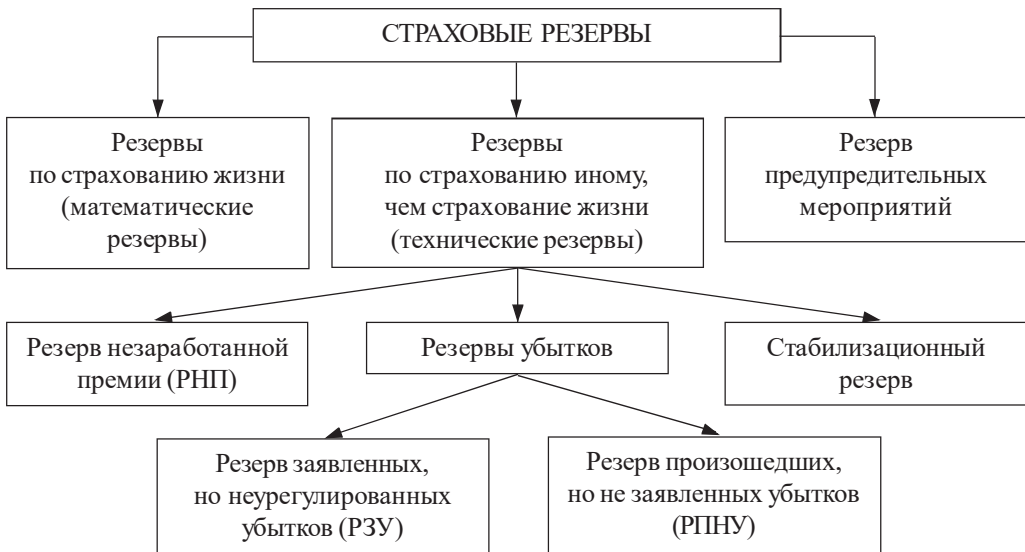 СТРАХОВЫЕ РЕЗЕРВЫ
Резервы
по страхованию жизни
(математические
резервы)
Резервы
по страхованию иному,
чем страхование жизни
(технические резервы)
Резерв
предупредительных
мероприятий
Резерв незаработанной
премии (РНП)
Резервы убытков
Стабилизационный
резерв
Резерв заявленных,
но неурегулированных
убытков (РЗУ)
Резерв произошедших,
но не заявленных убытков
(РПНУ)